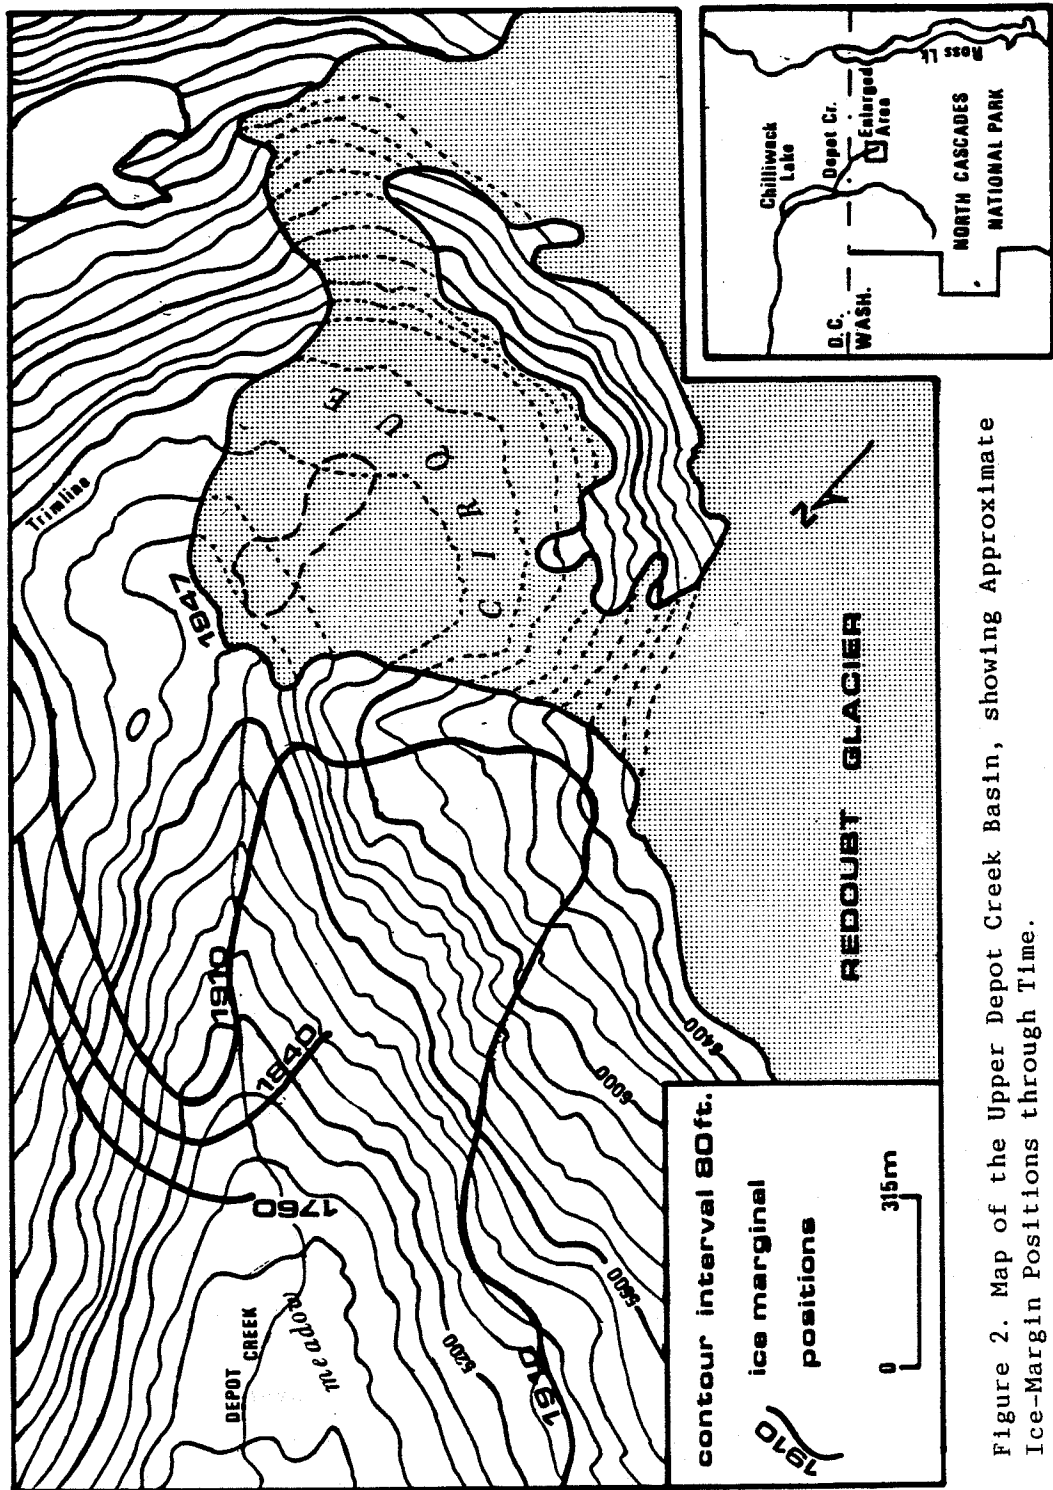 Trimline
1947
CIRQUE
1910
1840
1760
DEPOT
CREEK
meadow
5200
1910
5600
6000
6400
REDOUBT GLACIER
N
contour interval 80ft.
ice marginal
positions
1910
0 315m
Chilliwack
Lake
Depot Cr.
Enlarged
Area
Ross Lk
B.C.
WASH.
NORTH CASCADES
NATIONAL PARK
Figure 2. Map of the Upper Depot Creek Basin, showing Approximate
Ice-Margin Positions through Time.